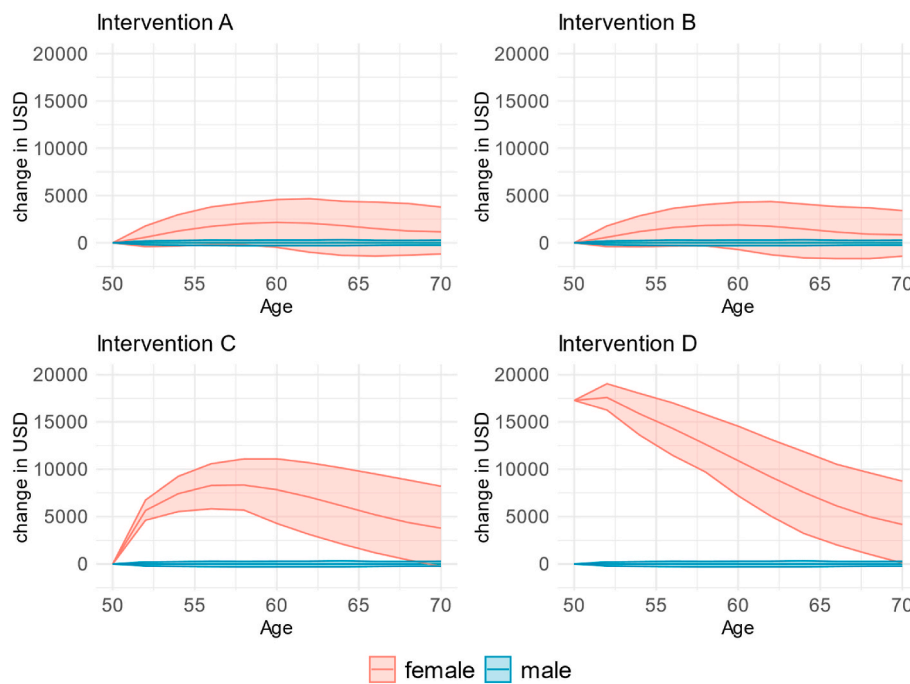 Intervention A
Intervention B
20000
15000
10000
5000
0
change in USD
50
55
60
65
70
Age
20000
15000
10000
5000
0
change in USD
50
55
60
65
70
Age
Intervention C
Intervention D
20000
15000
10000
5000
0
change in USD
50
55
60
65
70
Age
20000
15000
10000
5000
0
change in USD
50
55
60
65
70
Age
female
male